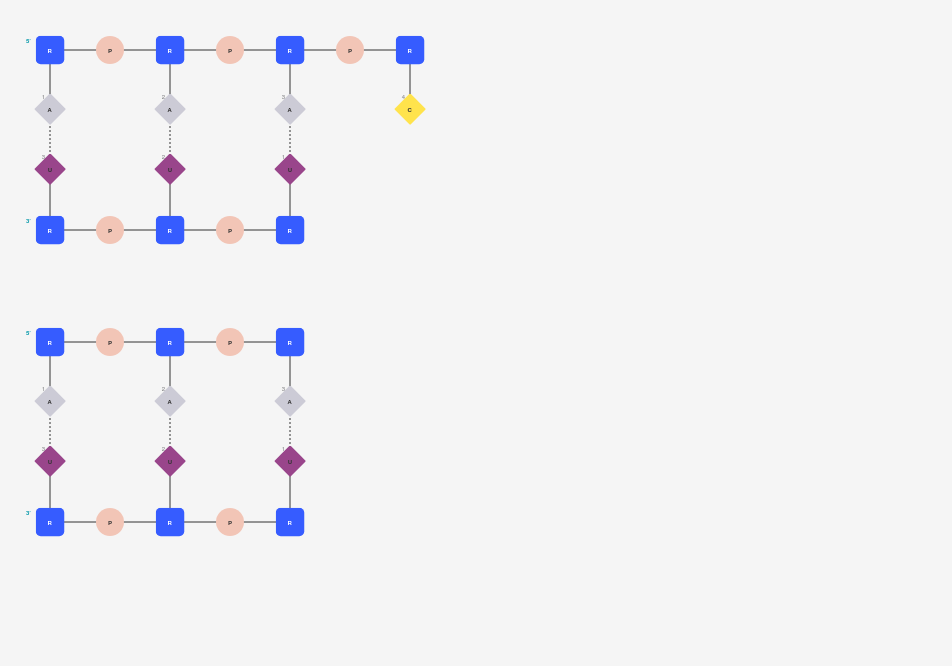 5' R P R P R P R
1 A 2 A 3 A 4 C
3 U 2 U 1 U
3' R P R P R
5' R P R P R
1 A 2 A 3 A
3 U 2 U 1 U
3' R P R P R